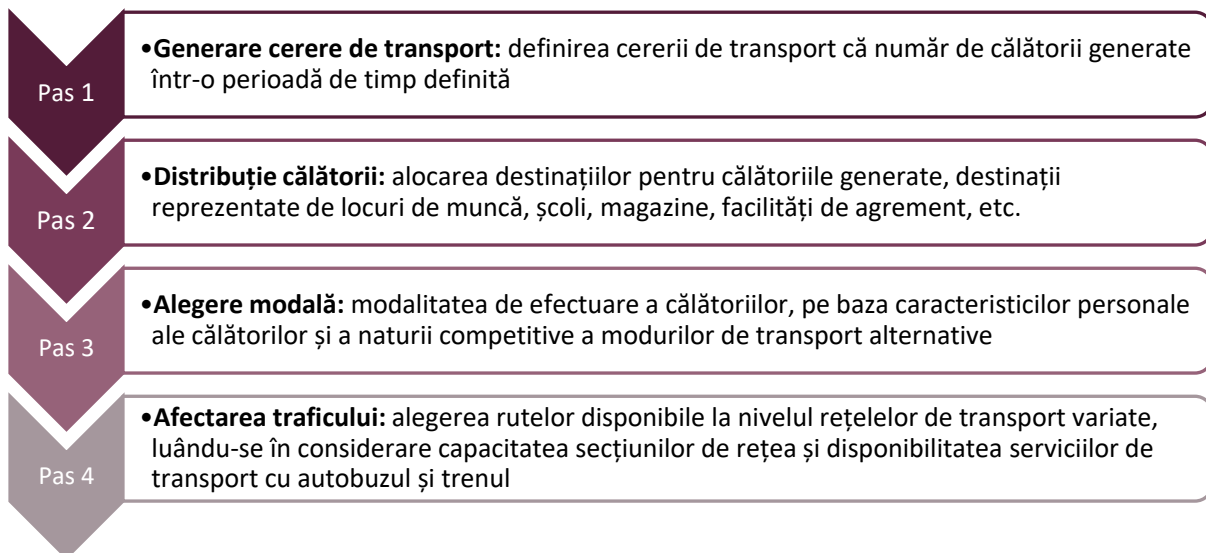 Pas 1
•Generare cerere de transport: definirea cererii de transport că număr de călătorii generate
într-o perioadă de timp definită
Pas 2
•Distribuție călătorii: alocarea destinațiilor pentru călătoriile generate, destinații
reprezentate de locuri de muncă, școli, magazine, facilități de agrement, etc.
Pas 3
•Alegere modală: modalitatea de efectuare a călătoriilor, pe baza caracteristicilor personale
ale călătorilor și a naturii competitive a modurilor de transport alternative
Pas 4
•Afectarea traficului: alegerea rutelor disponibile la nivelul rețelelor de transport variate,
luându-se în considerare capacitatea secțiunilor de rețea și disponibilitatea serviciilor de
transport cu autobuzul și trenul